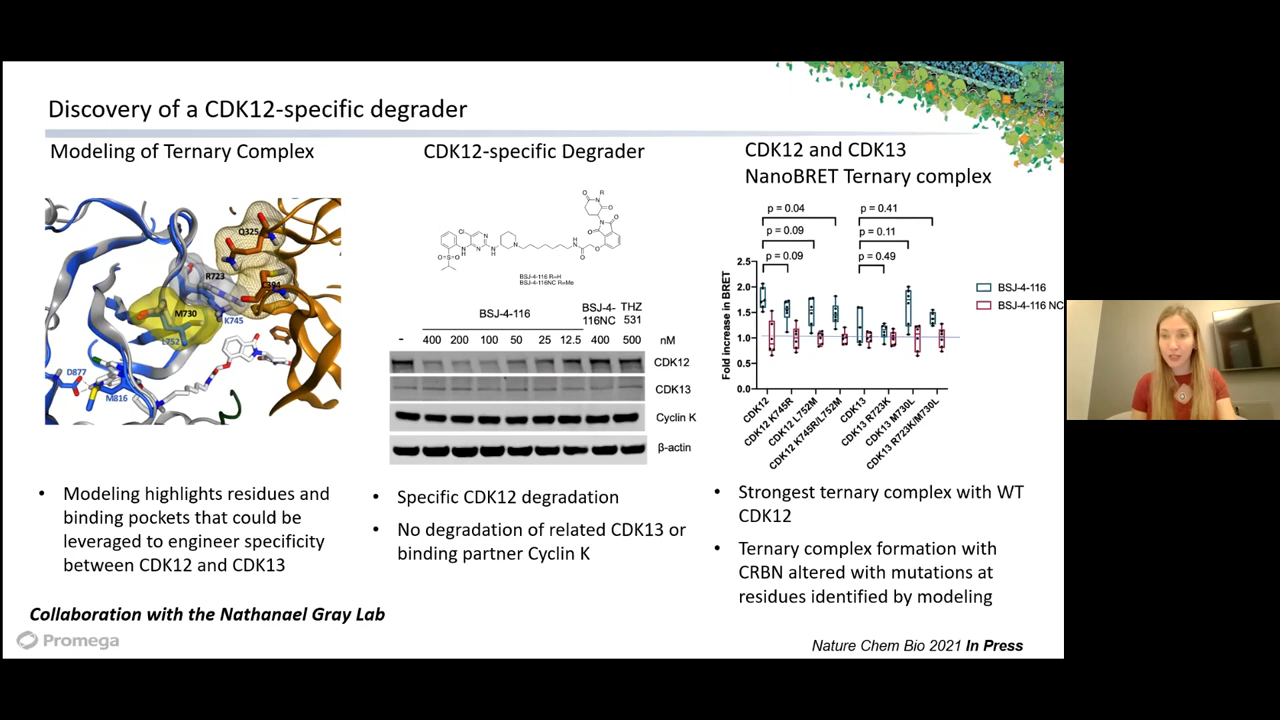 Discovery of a CDK12-specific degrader
Modeling of Ternary Complex
Q325
R723
C394
M730
K745
L752
D877
M816
Modeling highlights residues and
binding pockets that could be
leveraged to engineer specificity
between CDK12 and CDK13
Collaboration with the Nathanael Gray Lab
Promega
CDK12-specific Degrader
BSJ-4-116 R=H
BSJ-4-116NC R=Me
BSJ-4-116
BSJ-4-
116NC
THZ
531
- 400 200 100 50 25 12.5 400 500 nM
CDK12
CDK13
Cyclin K
β-actin
Specific CDK12 degradation
No degradation of related CDK13 or
binding partner Cyclin K
CDK12 and CDK13
NanoBRET Ternary complex
p = 0.04
p = 0.09
p = 0.09
p = 0.41
p = 0.11
p = 0.49
Fold increase in BRET
2.5
2.0
1.5
1.0
0.5
0.0
BSJ-4-116
BSJ-4-116 NC
CDK12
CDK12 K745R
CDK12 L752M
CDK12 K745R/L752M
CDK13
CDK13 R723K
CDK13 M730L
CDK13 R723K/M730L
Strongest ternary complex with WT
CDK12
Ternary complex formation with
CRBN altered with mutations at
residues identified by modeling
Nature Chem Bio 2021 In Press